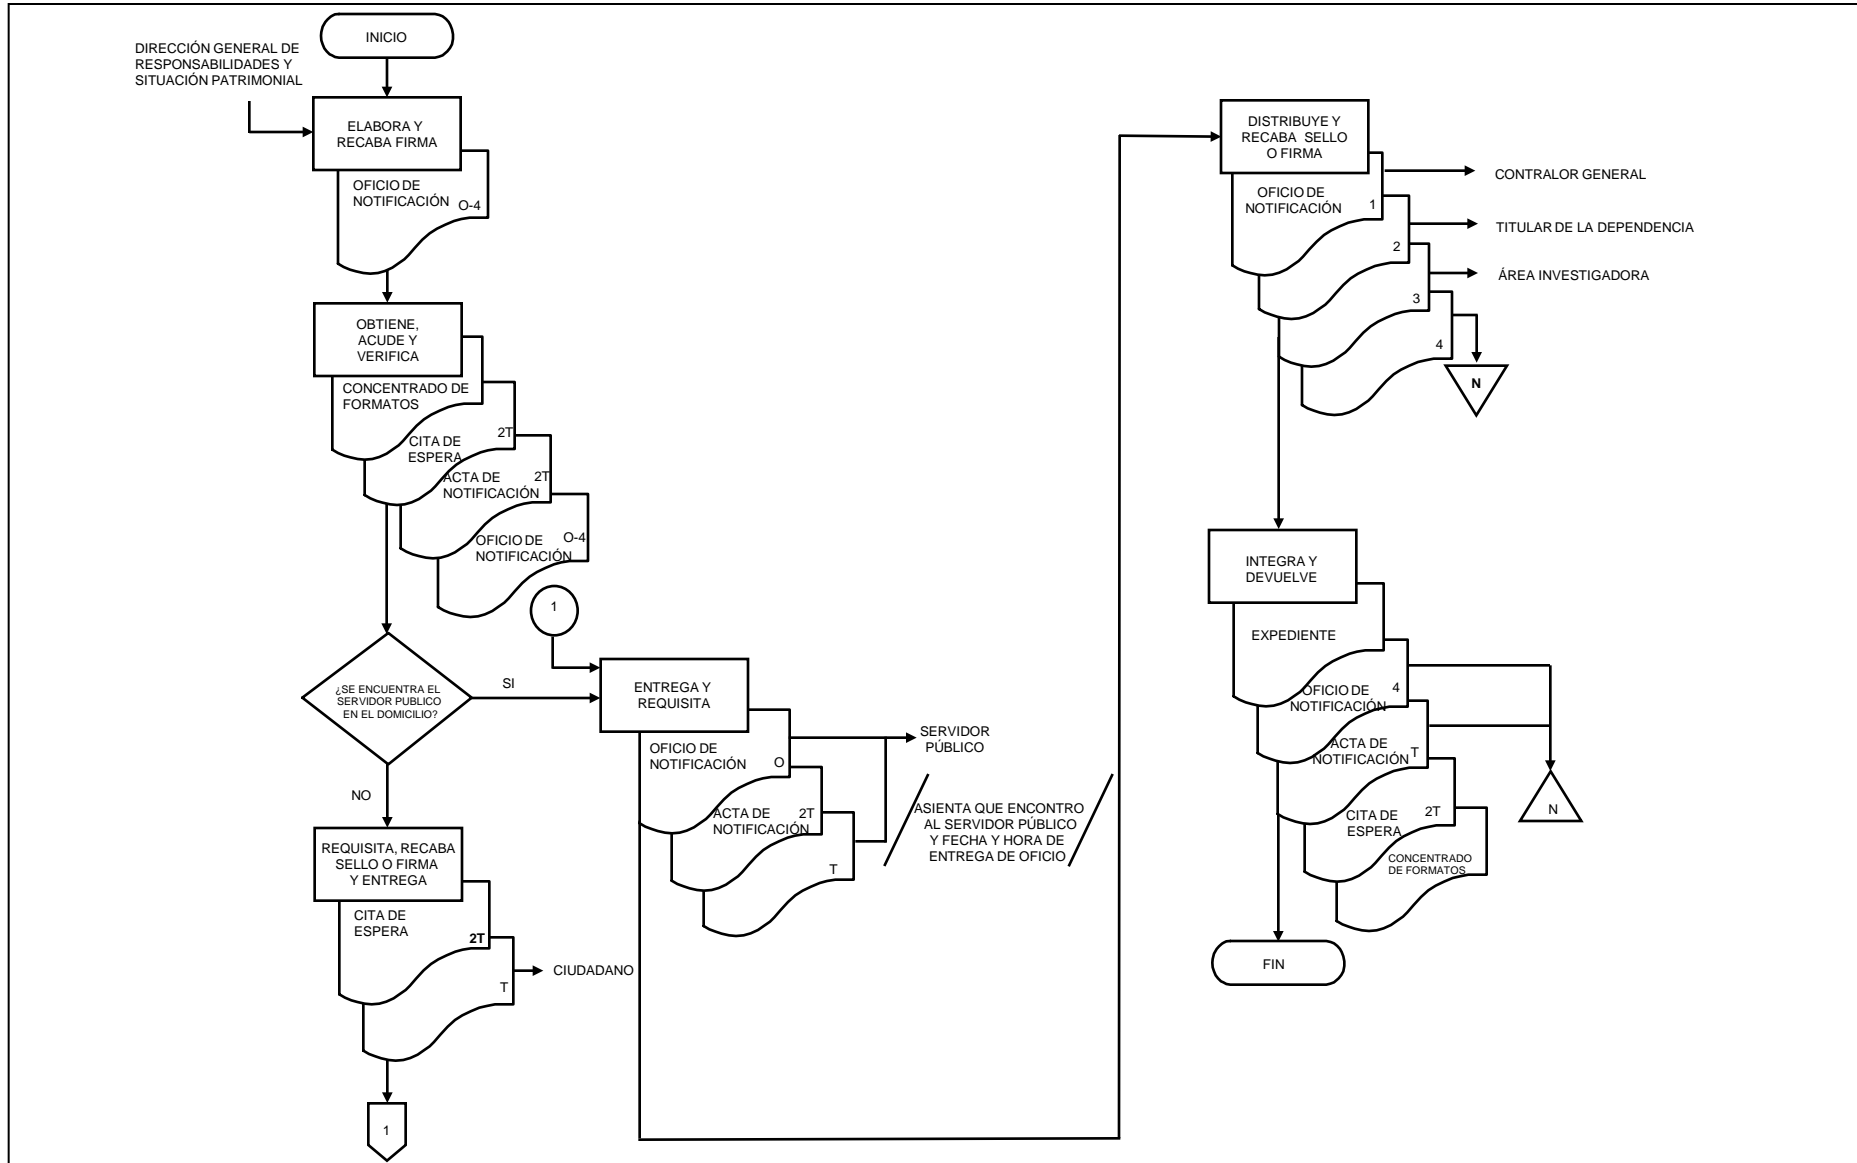 INICIO
DIRECCIÓN GENERAL DE
RESPONSABILIDADES Y
SITUACIÓN PATRIMONIAL
ELABORA Y
RECABA FIRMA
OFICIO DE
NOTIFICACIÓN
O-4
OBTIENE,
ACUDE Y
VERIFICA
CONCENTRADO DE
FORMATOS
CITA DE
ESPERA
2T
ACTA DE
NOTIFICACIÓN
2T
OFICIO DE
NOTIFICACIÓN
O-4
¿SE ENCUENTRA EL
SERVIDOR PUBLICO
EN EL DOMICILIO?
SI
NO
REQUISITA, RECABA
SELLO O FIRMA
Y ENTREGA
CITA DE
ESPERA
2T
T
CIUDADANO
1
1
ENTREGA Y
REQUISITA
OFICIO DE
NOTIFICACIÓN
O
ACTA DE
NOTIFICACIÓN
2T
T
SERVIDOR
PÚBLICO
ASIENTA QUE ENCONTRO
AL SERVIDOR PÚBLICO
Y FECHA Y HORA DE
ENTREGA DE OFICIO
DISTRIBUYE Y
RECABA SELLO
O FIRMA
OFICIO DE
NOTIFICACIÓN
1
CONTRALOR GENERAL
2
TITULAR DE LA DEPENDENCIA
3
ÁREA INVESTIGADORA
4
N
INTEGRA Y
DEVUELVE
EXPEDIENTE
OFICIO DE
NOTIFICACIÓN
4
ACTA DE
NOTIFICACIÓN
T
CITA DE
ESPERA
2T
CONCENTRADO
DE FORMATOS
N
FIN